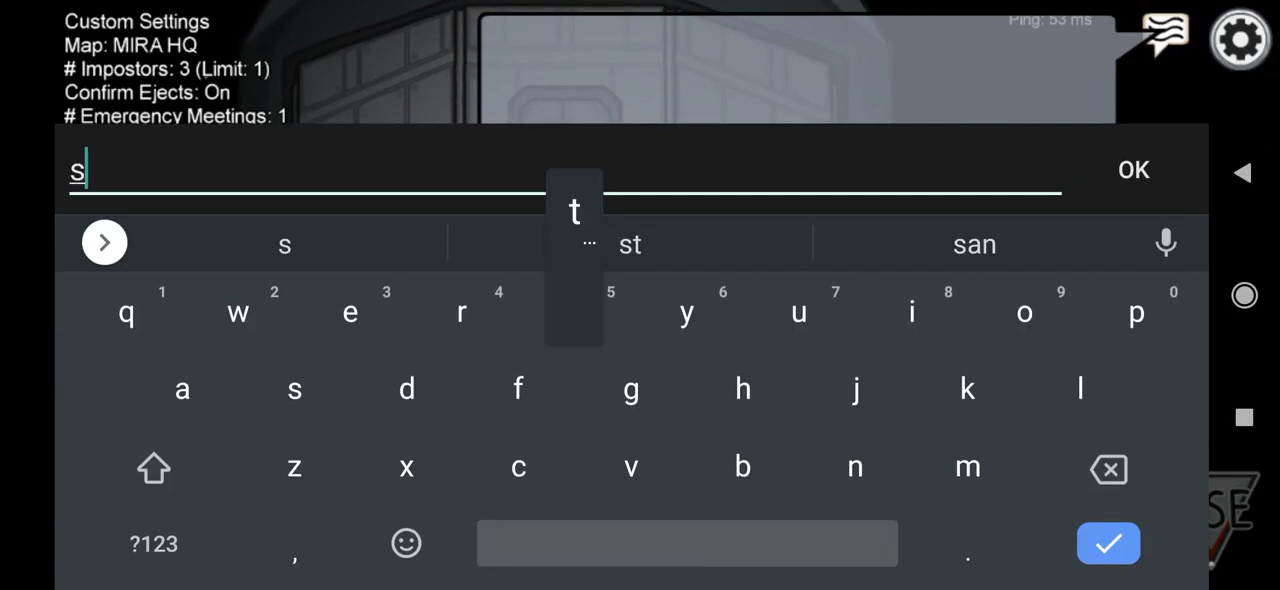 Custom Settings
Map: MIRA HQ
# Impostors: 3 (Limit: 1)
Confirm Ejects: On
# Emergency Meetings: 1
Ping: 53 ms
s
OK
t
...
s
st
san
1 2 3 4 5 6 7 8 9 0
q w e r y u i o p
a s d f g h j k l
z x c v b n m
?123 , .
SE